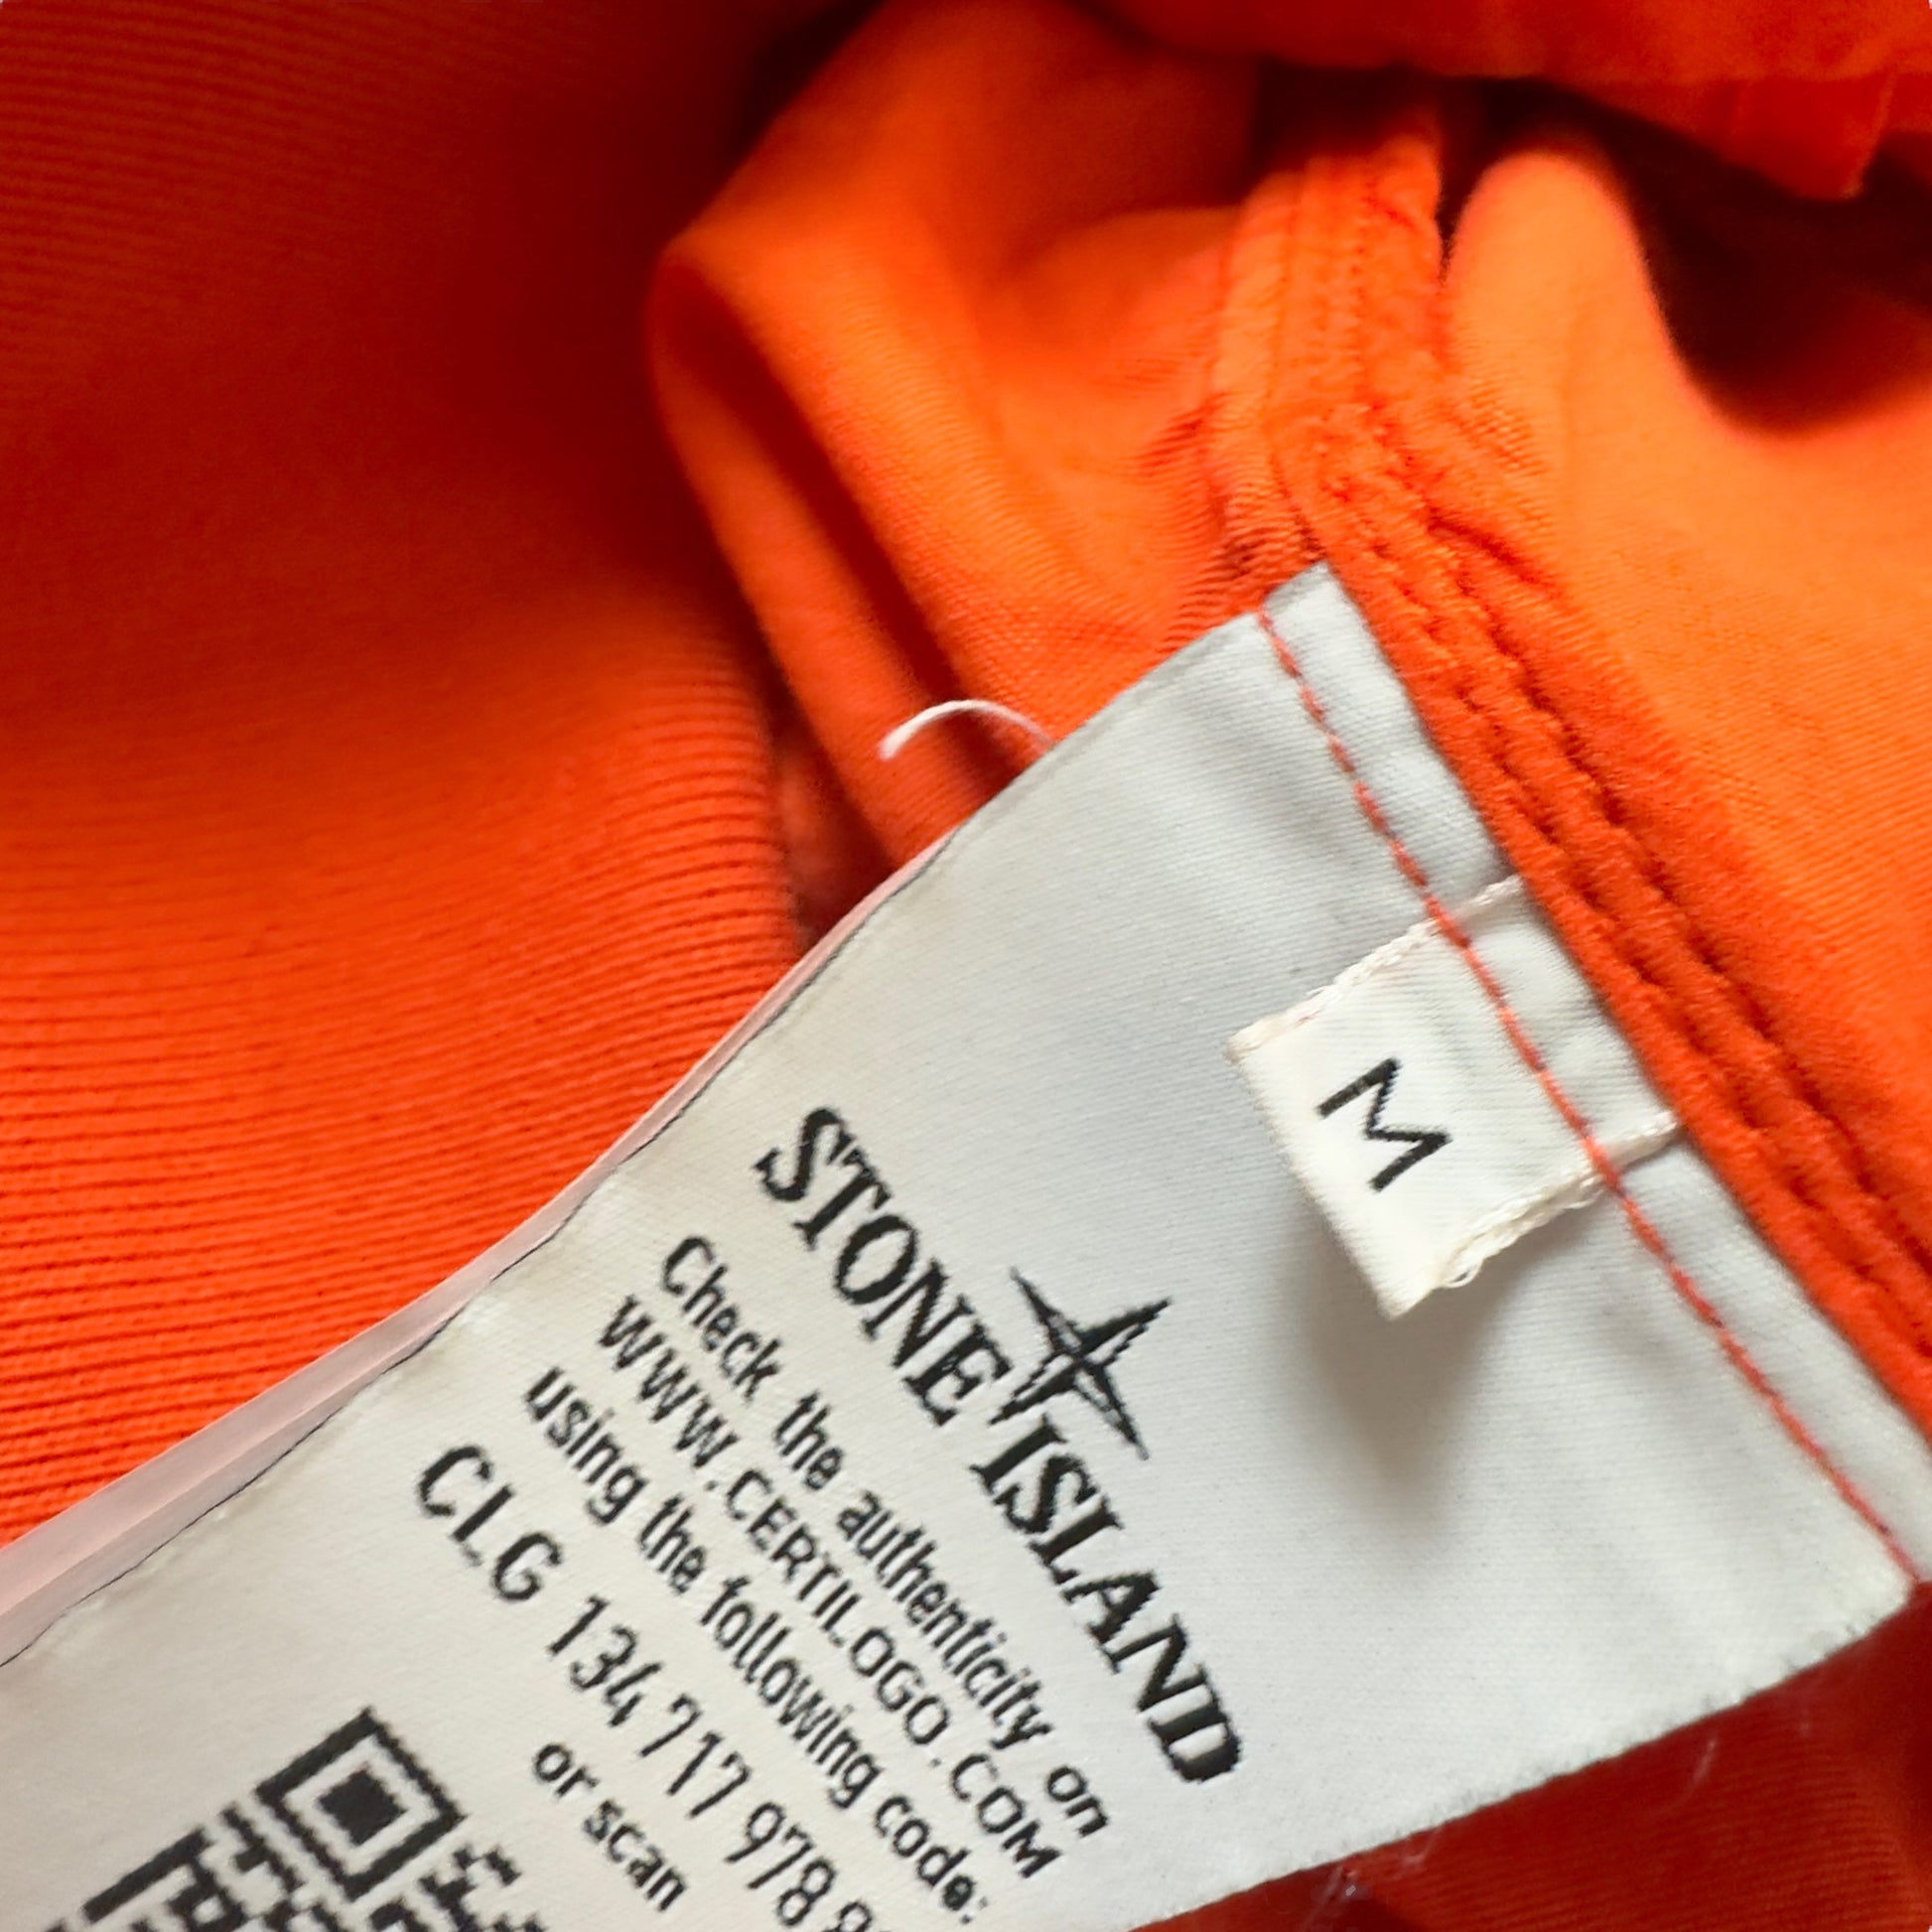 M
STONE ISLAND
Check the authenticity on
WWW.CERTILOGO.COM
using the following code:
CLG 134 717 978
or scan